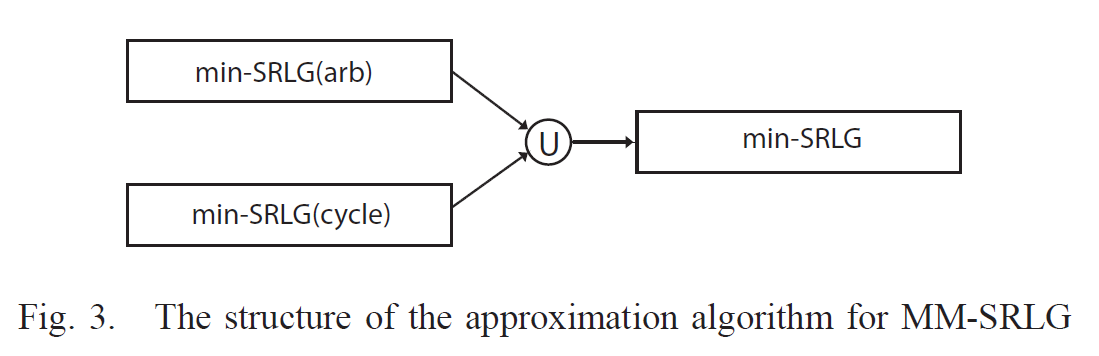 min-SRLG(arb)
U
min-SRLG
min-SRLG(cycle)
Fig. 3. The structure of the approximation algorithm for MM-SRLG